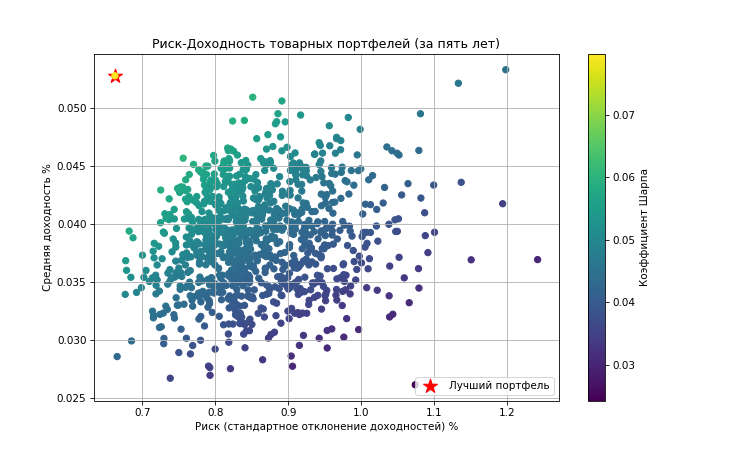 Риск-Доходность товарных портфелей (за пять лет)
Средняя доходность %
0.050
0.045
0.040
0.035
0.030
0.025
0.7 0.8 0.9 1.0 1.1 1.2
Риск (стандартное отклонение доходностей) %
Лучший портфель
0.07
0.06
0.05
0.04
0.03
Коэффициент Шарпа